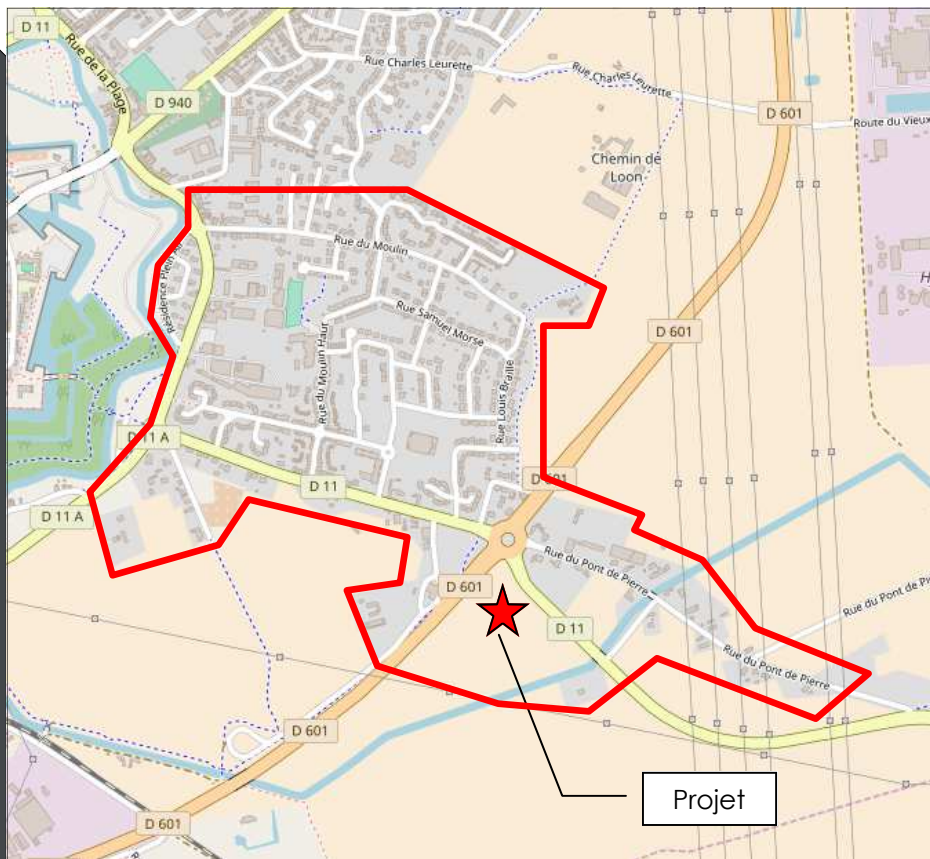 D 11
Rue de la Plage
D 940
Rue Charles Leurette
Rue Charles Leurette
D 601
Route du Vieux
Chemin de
Loon
Rue du Moulin
Résidence Plein Air
Rue Samuel Morse
D 601
Rue du Moulin Haut
Rue Louis Braille
D 11 A
D 11
D 601
D 11 A
Rue du Pont de Pierre
D 601
Rue du Pont de Pierre
D 11
Rue du Pont de Pierre
D 601
Projet
D 601